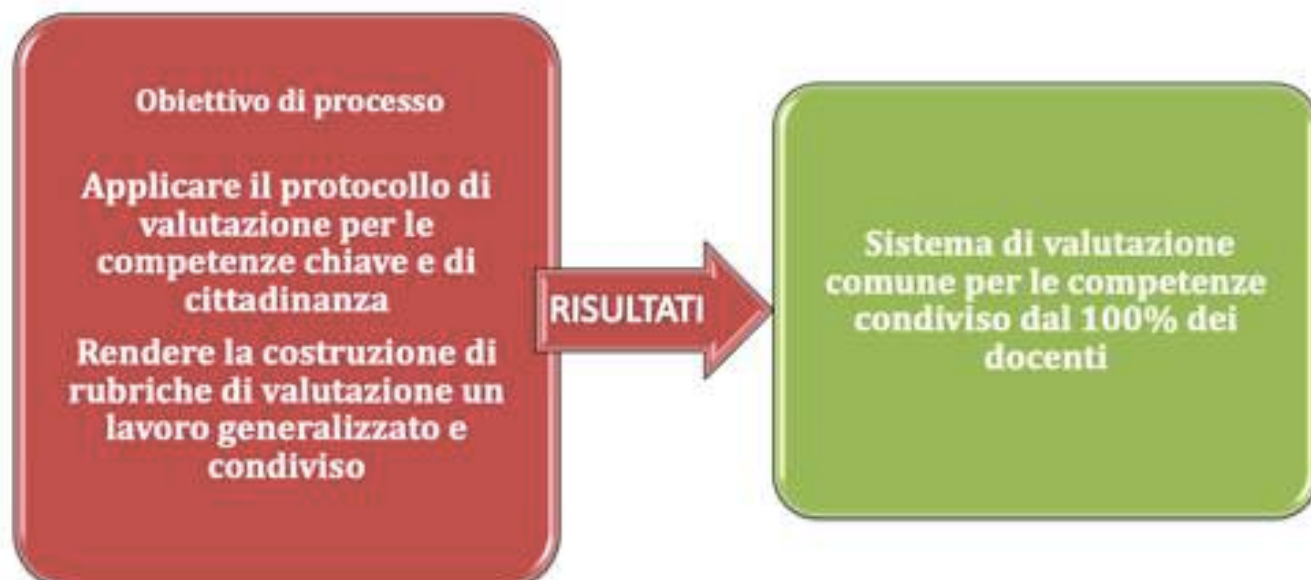 Obiettivo di processo
Applicare il protocollo di
valutazione per le
competenze chiave e di
cittadinanza
Rendere la costruzione di
rubriche di valutazione un
lavoro generalizzato e
condiviso
RISULTATI
Sistema di valutazione
comune per le competenze
condiviso dal 100% dei
docenti